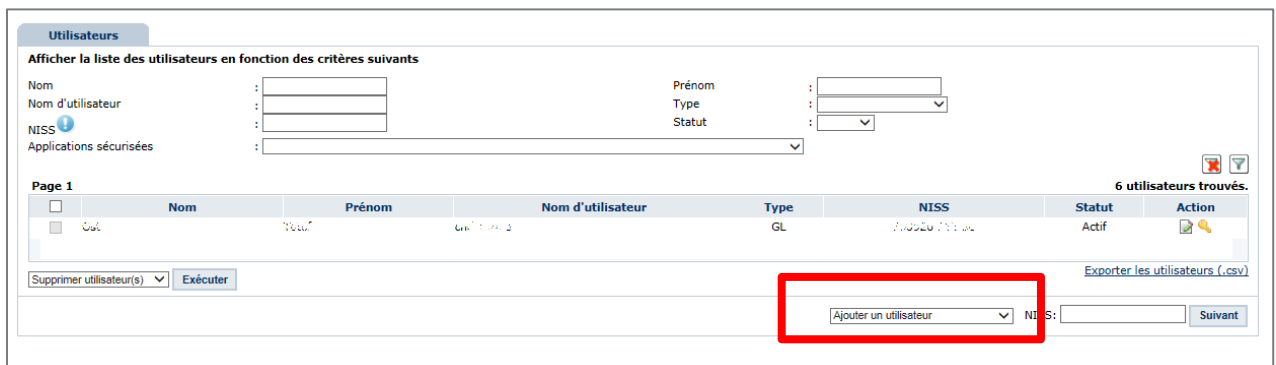 Utilisateurs
Afficher la liste des utilisateurs en fonction des critères suivants
Nom : Prénom :
Nom d'utilisateur : Type :
NISS : Statut :
Applications sécurisées :
Page 1 6 utilisateurs trouvés.
Nom Prénom Nom d'utilisateur Type NISS Statut Action
GL Actif
Exporter les utilisateurs (.csv)
Supprimer utilisateur(s) Exécuter
Ajouter un utilisateur NISS: Suivant